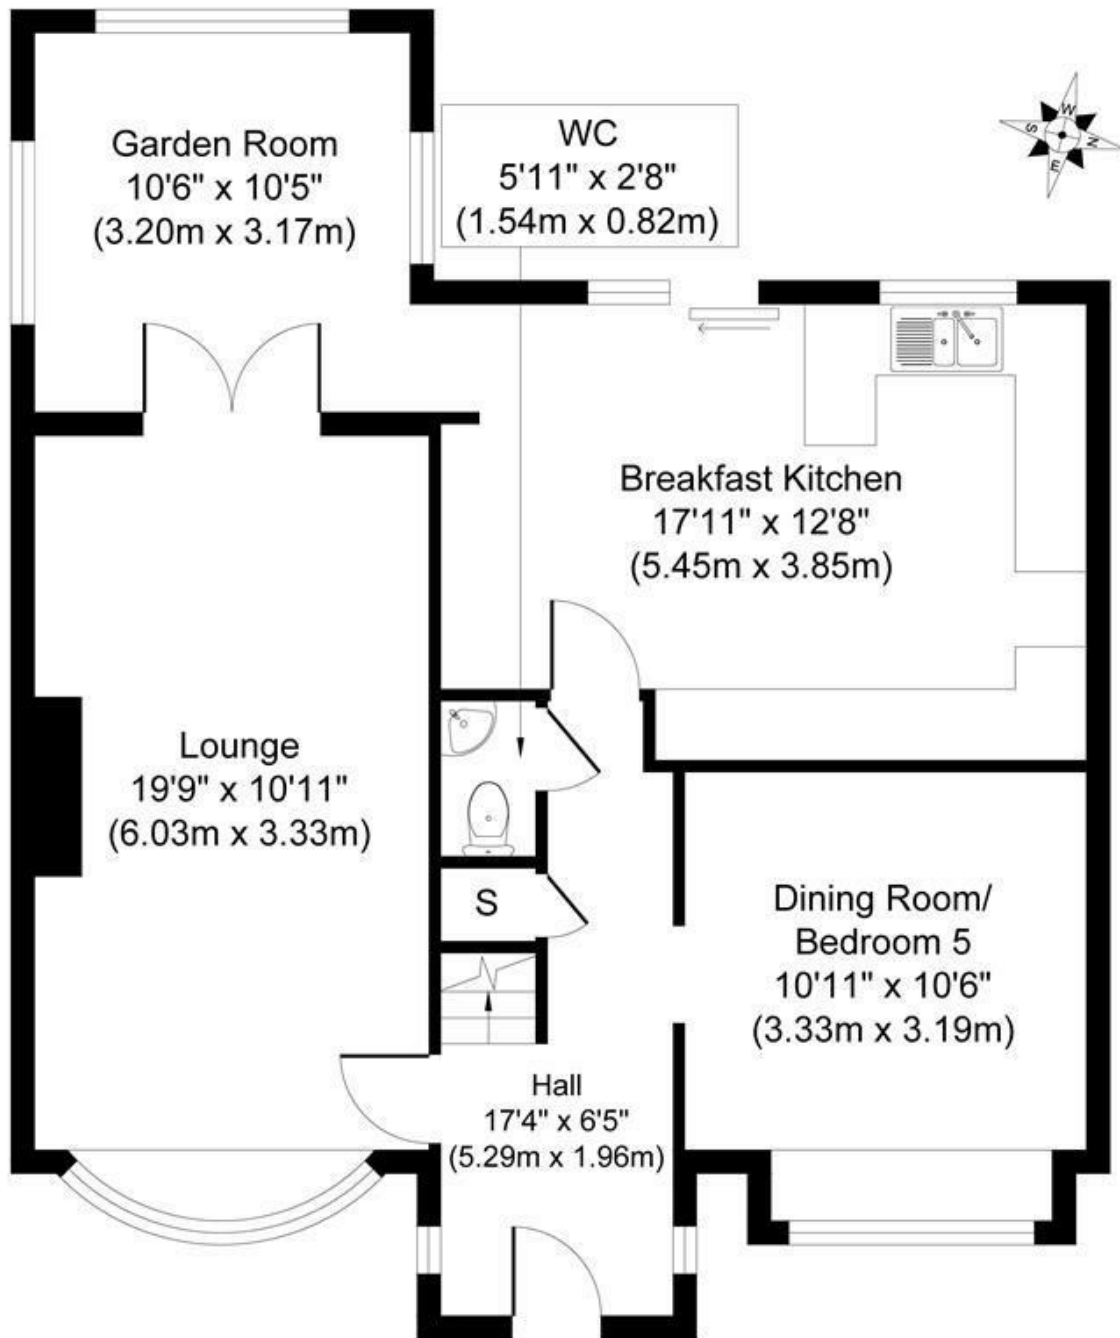 Garden Room
10'6" x 10'5"
(3.20m x 3.17m)
WC
5'11" x 2'8"
(1.54m x 0.82m)
W
S
N
E
Breakfast Kitchen
17'11" x 12'8"
(5.45m x 3.85m)
Lounge
19'9" x 10'11"
(6.03m x 3.33m)
S
Dining Room/
Bedroom 5
10'11" x 10'6"
(3.33m x 3.19m)
Hall
17'4" x 6'5"
(5.29m x 1.96m)